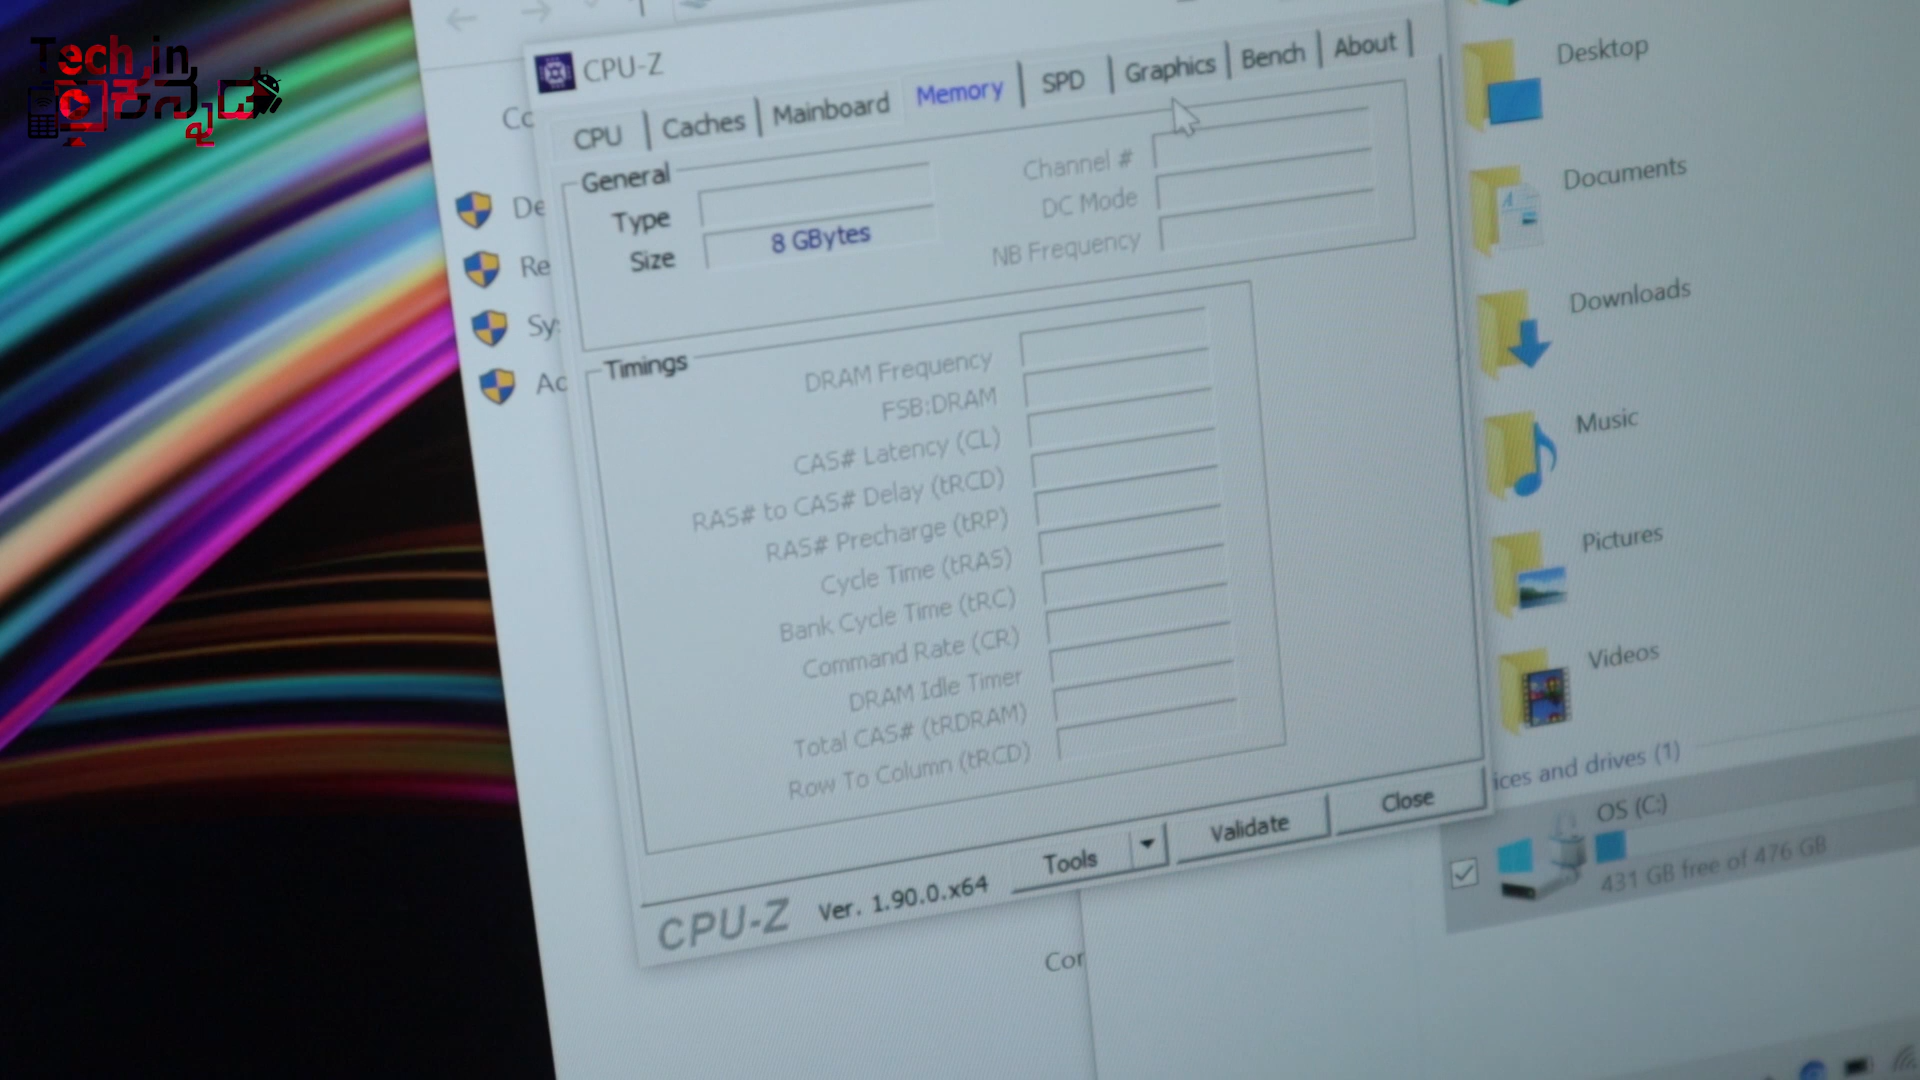 Tech in
CPU-Z
CPU
Caches
Mainboard
Memory
SPD
Graphics
Bench
About
General
Type
Size
8 GBytes
Channel #
DC Mode
NB Frequency
Timings
DRAM Frequency
FSB:DRAM
CAS# Latency (CL)
RAS# to CAS# Delay (tRCD)
RAS# Precharge (tRP)
Cycle Time (tRAS)
Bank Cycle Time (tRC)
Command Rate (CR)
DRAM Idle Timer
Total CAS# (tRDRAM)
Row To Column (tRCD)
CPU-Z
Ver. 1.90.0.x64
Tools
Validate
Close
Desktop
Documents
Downloads
Music
Pictures
Videos
ices and drives (1)
OS (C:)
431 GB free of 476 GB